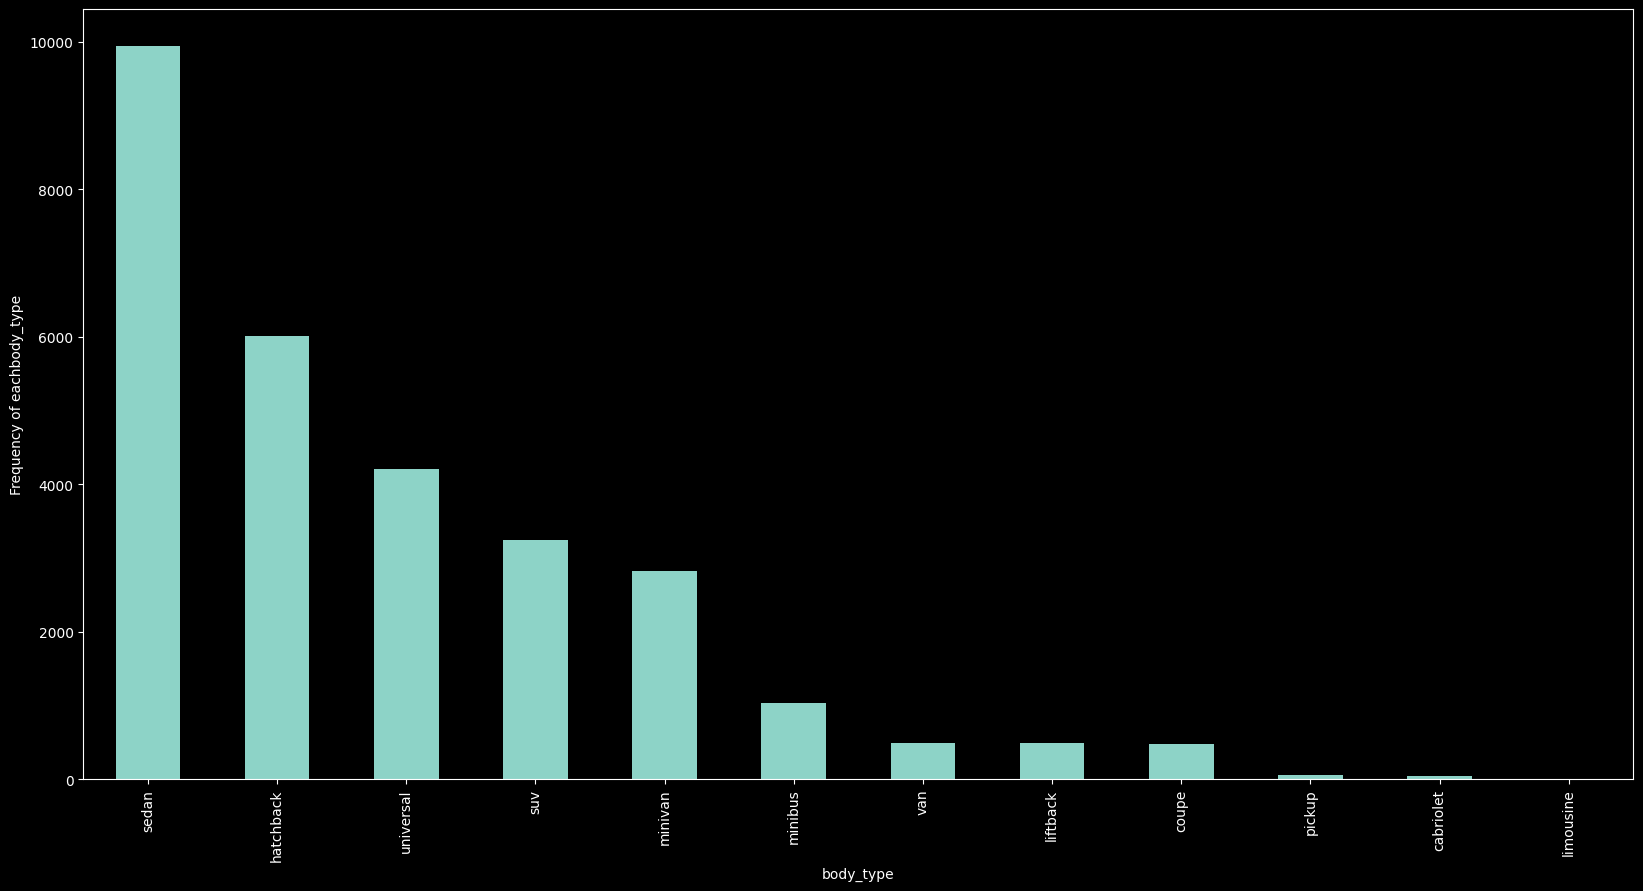 10000
8000
6000
4000
2000
0
Frequency of eachbody_type
sedan
hatchback
universal
suv
minivan
minibus
van
liftback
coupe
pickup
cabriolet
limousine
body_type